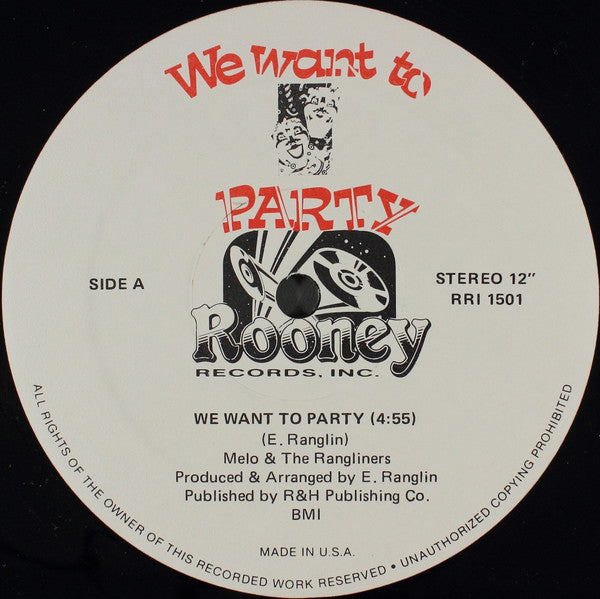 We want to
PARTY
SIDE A
STEREO 12"
RRI 1501
Rooney
RECORDS, INC.
WE WANT TO PARTY (4:55)
(E. Ranglin)
Melo & The Rangliners
Produced & Arranged by E. Ranglin
Published by R&H Publishing Co.
BMI
MADE IN U.S.A.
ALL RIGHTS OF THE OWNER OF THIS RECORDED WORK RESERVED • UNAUTHORIZED COPYING PROHIBITED